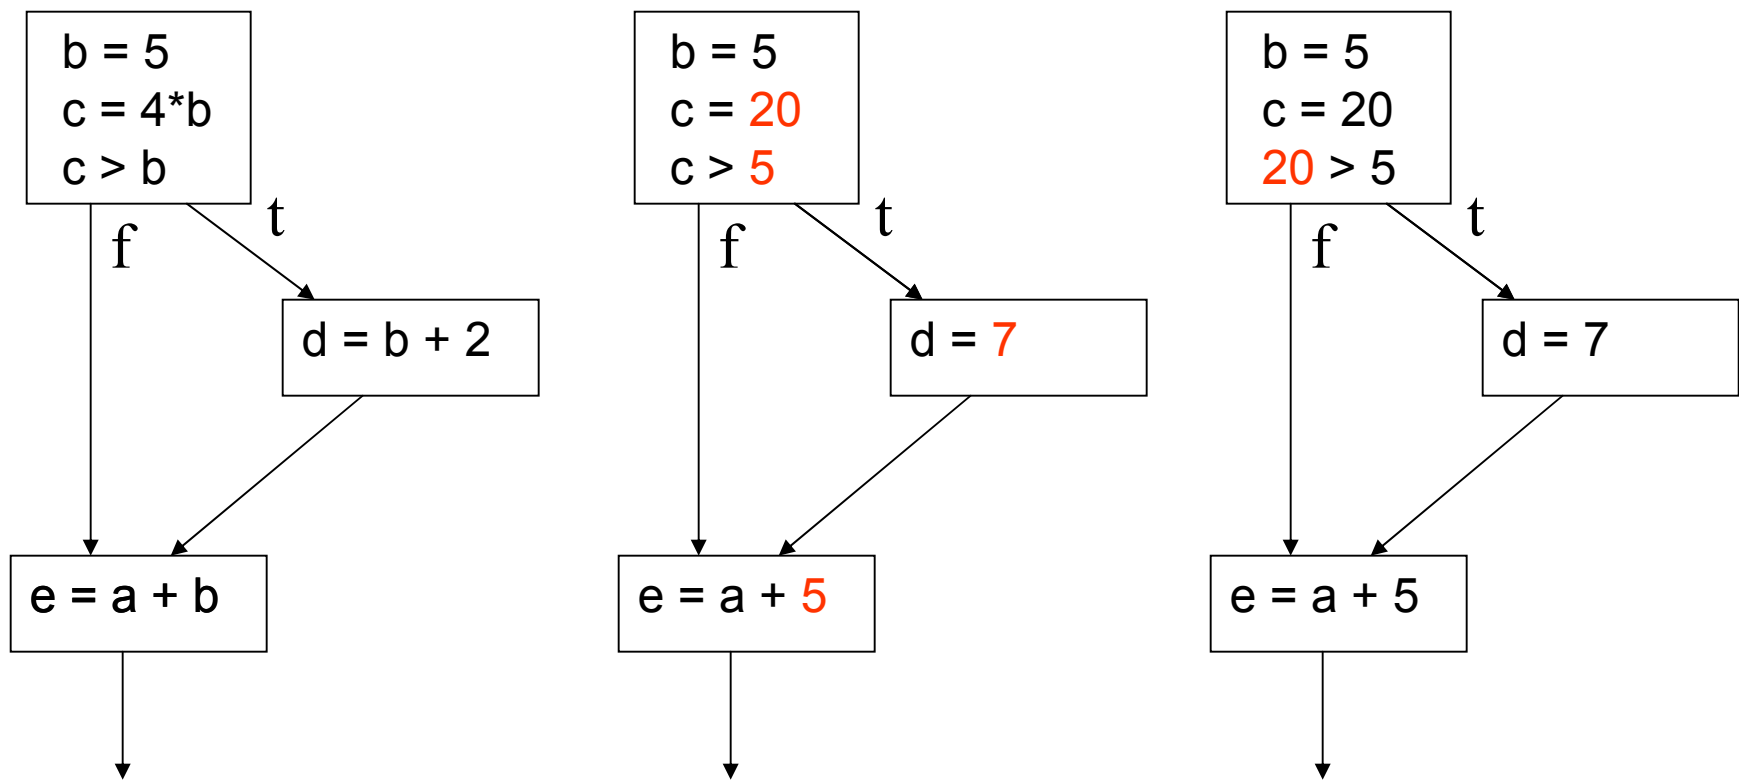 b = 5
c = 4*b
c > b
f
t
d = b + 2
e = a + b
b = 5
c = 20
c > 5
f
t
d = 7
e = a + 5
b = 5
c = 20
20 > 5
f
t
d = 7
e = a + 5